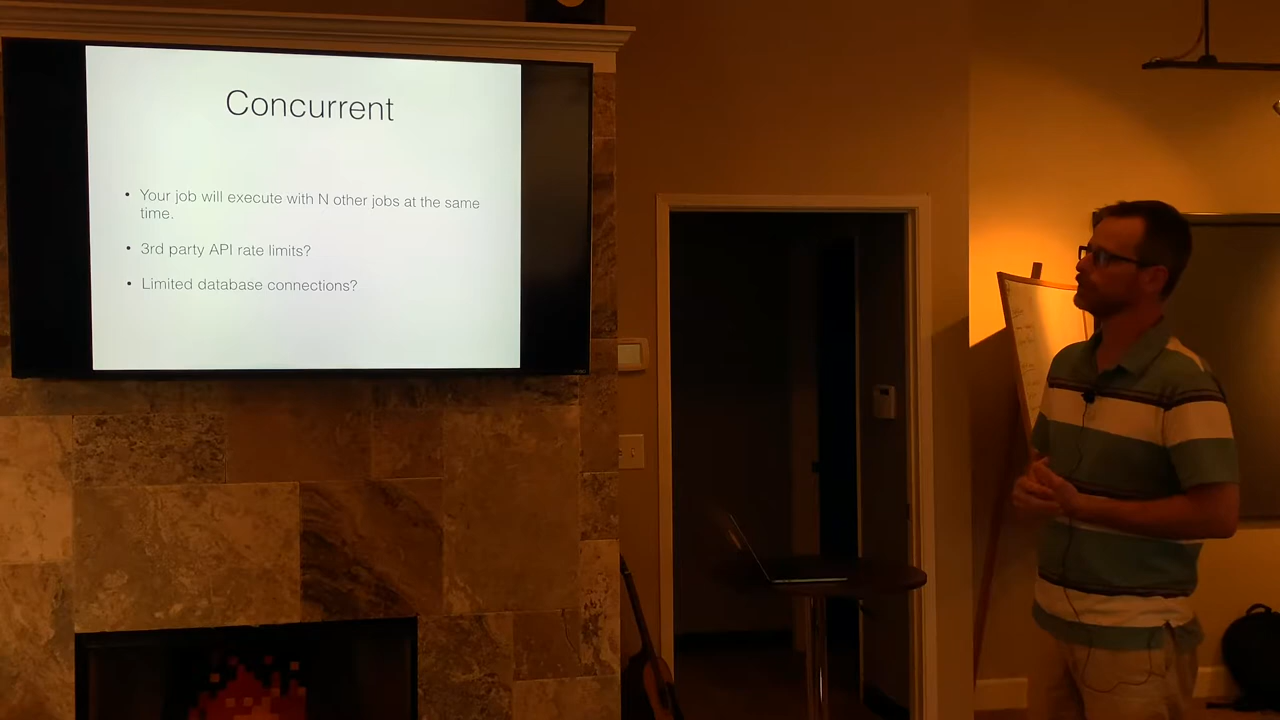 Concurrent
• Your job will execute with N other jobs at the same
time.
• 3rd party API rate limits?
• Limited database connections?